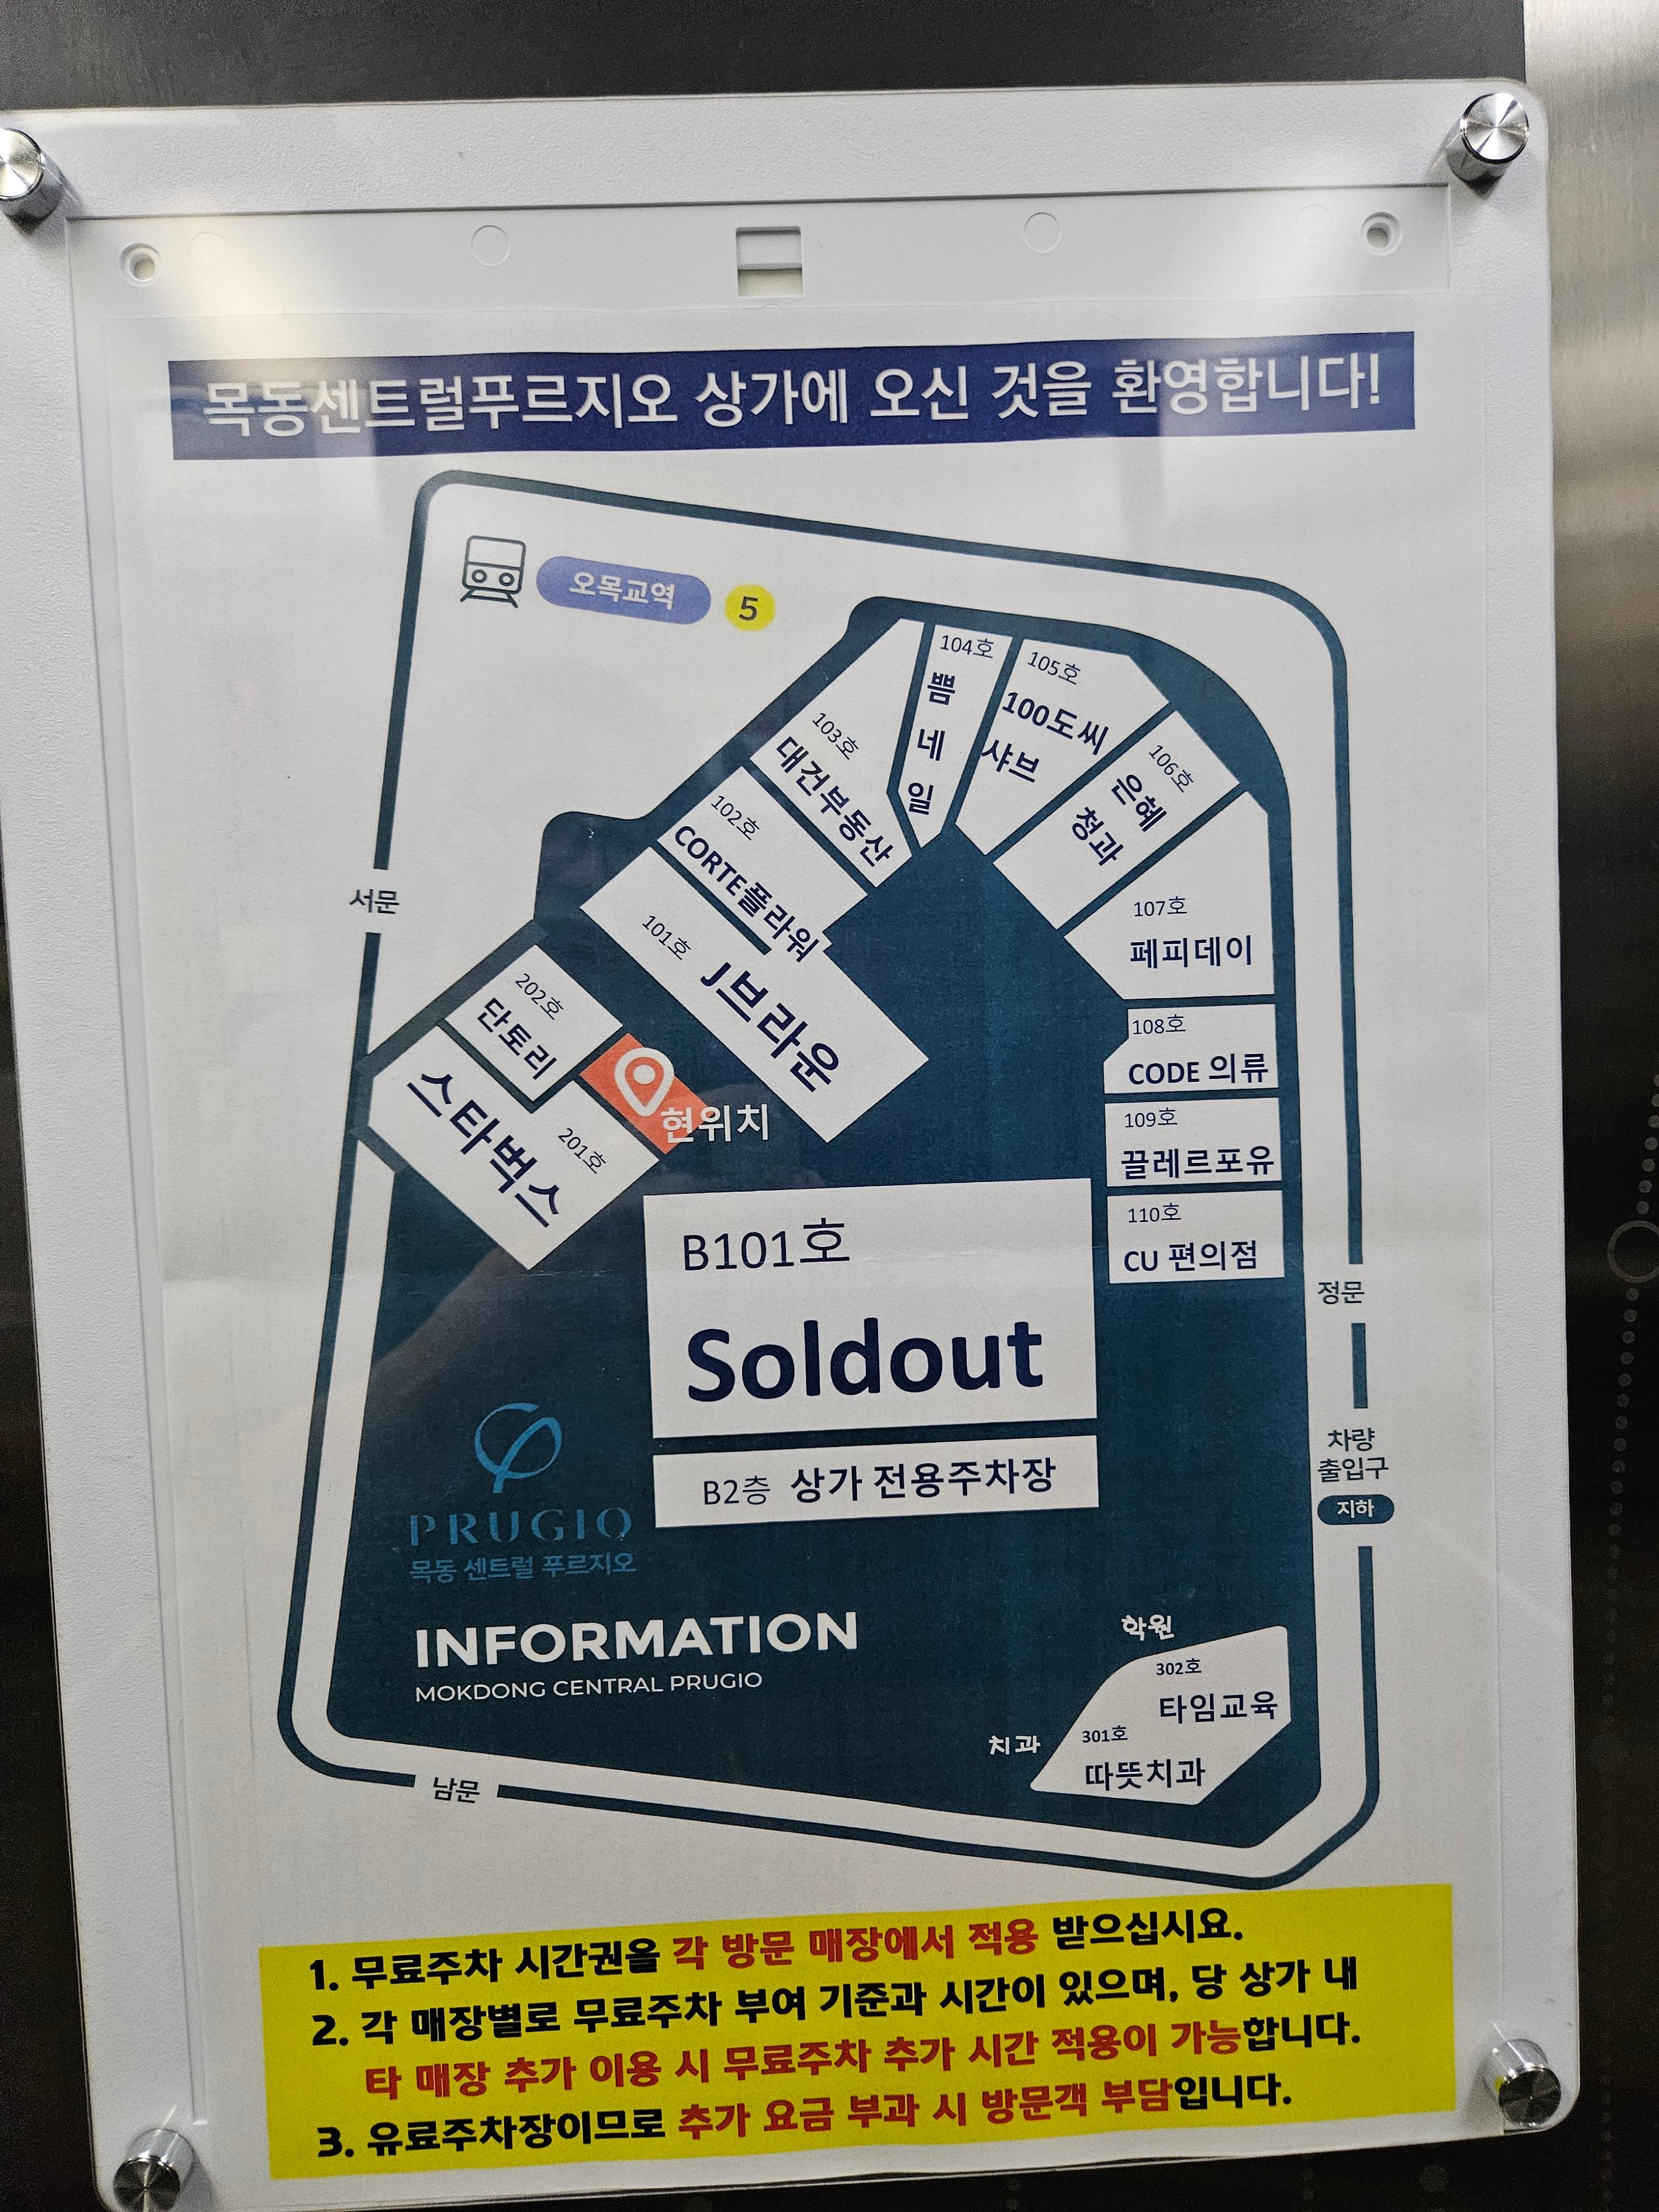 목동센트럴푸르지오 상가에 오신 것을 환영합니다!
오목교역 5
104호
쁨
네
일
105호
100도씨
샤브
103호
대건부동산
106호
은혜
청과
102호
CORTE플라워
107호
페피데이
101호
J브라운
서문
202호
단토리
108호
CODE 의류
현위치
스타벅스
201호
109호
끌레르포유
110호
CU 편의점
B101호
Soldout
정문
차량
출입구
지하
B2층 상가 전용주차장
PRUGIO
목동 센트럴 푸르지오
INFORMATION
MOKDONG CENTRAL PRUGIO
학원
302호
타임교육
치과
301호
따뜻치과
남문
1. 무료주차 시간권을 각 방문 매장에서 적용 받으십시요.
2. 각 매장별로 무료주차 부여 기준과 시간이 있으며, 당 상가 내
타 매장 추가 이용 시 무료주차 추가 시간 적용이 가능합니다.
3. 유료주차장이므로 추가 요금 부과 시 방문객 부담입니다.